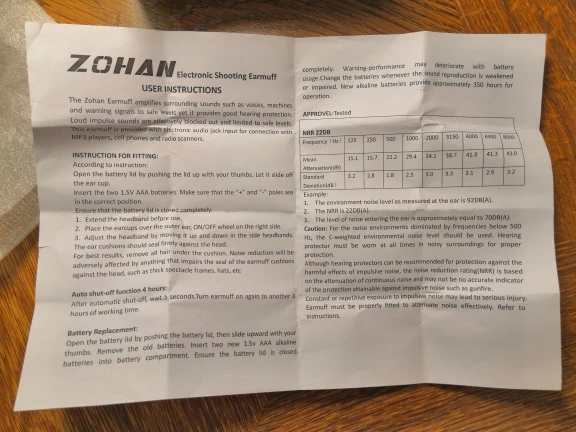 ZOHAN Electronic Shooting Earmuff
USER INSTRUCTIONS
The Zohan Earmuff amplifies surrounding sounds such as voices, machines
and warning signals to safe levels yet it provides good hearing protection.
Loud impulse sounds are effectively blocked out and limited to safe levels.
This earmuff is provided with electronic audio jack input for connection with
MP3 players, cell phones and radio scanners.
INSTRUCTION FOR FITTING:
According to instruction:
Open the battery lid by pushing the lid up with your thumbs. Let it slide off
the ear cup.
Insert the two 1.5V AAA batteries. Make sure that the "+" and "-" poles are
in the correct position.
Ensure that the battery lid is closed completely.
1. Extend the headband before use.
2. Place the earcups over the outer ear, ON/OFF wheel on the right side.
3. Adjust the headband by moving it up and down in the side headbands.
The ear cushions should seal firmly against the head.
For best results, remove all hair under the cushion. Noise reduction will be
adversely affected by anything that impairs the seal of the earmuff cushions
against the head, such as thick spectacle frames, hats, etc
Auto shut-off function 4 hours:
After automatic shut-off, wait 5 seconds.Turn earmuff on again to another 4
hours of working time.
Battery Replacement:
Open the battery lid by pushing the battery lid, then slide upward with your
thumbs. Remove the old batteries. Insert two new 1.5v AAA alkaline
batteries into battery compartment. Ensure the battery lid is closed
completely. Warning-performance may deteriorate with battery
usage.Change the batteries whenever the sound reproduction is weakened
or impaired. New alkaline batteries provide approximately 350 hours for
operation.
APPROVEL:Tested
NRR 22DB
Frequency（Hz） 125 250 500 1000 2000 3150 4000 6300 8000
Mean Attenuation(dB) 15.1 15.7 22.2 29.4 34.1 38.7 41.3 41.3 41.0
Standard Deviation(dB) 3.2 2.8 1.8 2.5 3.0 3.3 3.1 2.9 3.2
Example:
1. The environment noise level as measured at the ear is 92DB(A).
2. The NRR is 22DB(A).
3. The level of noise entering the ear is approximately equal to 70DB(A).
Caution: For the noise environments dominated by frequencies below 500
Hz, the C-weighted environmental noise level should be used. Hearing
protector must be worn at all times in noisy surroundings for proper
protection.
Although hearing protectors can be recommended for protection against the
harmful effects of impulsive noise, the noise reduction rating(NRR) is based
on the attenuation of continuous noise and may not be no accurate indicator
of the protection attainable against impulsive noise such as gunfire.
Constant or repetitive exposure to impulsive noise may lead to serious injury.
Earmuff must be properly fitted to attenuate noise effectively. Refer to
instructions.